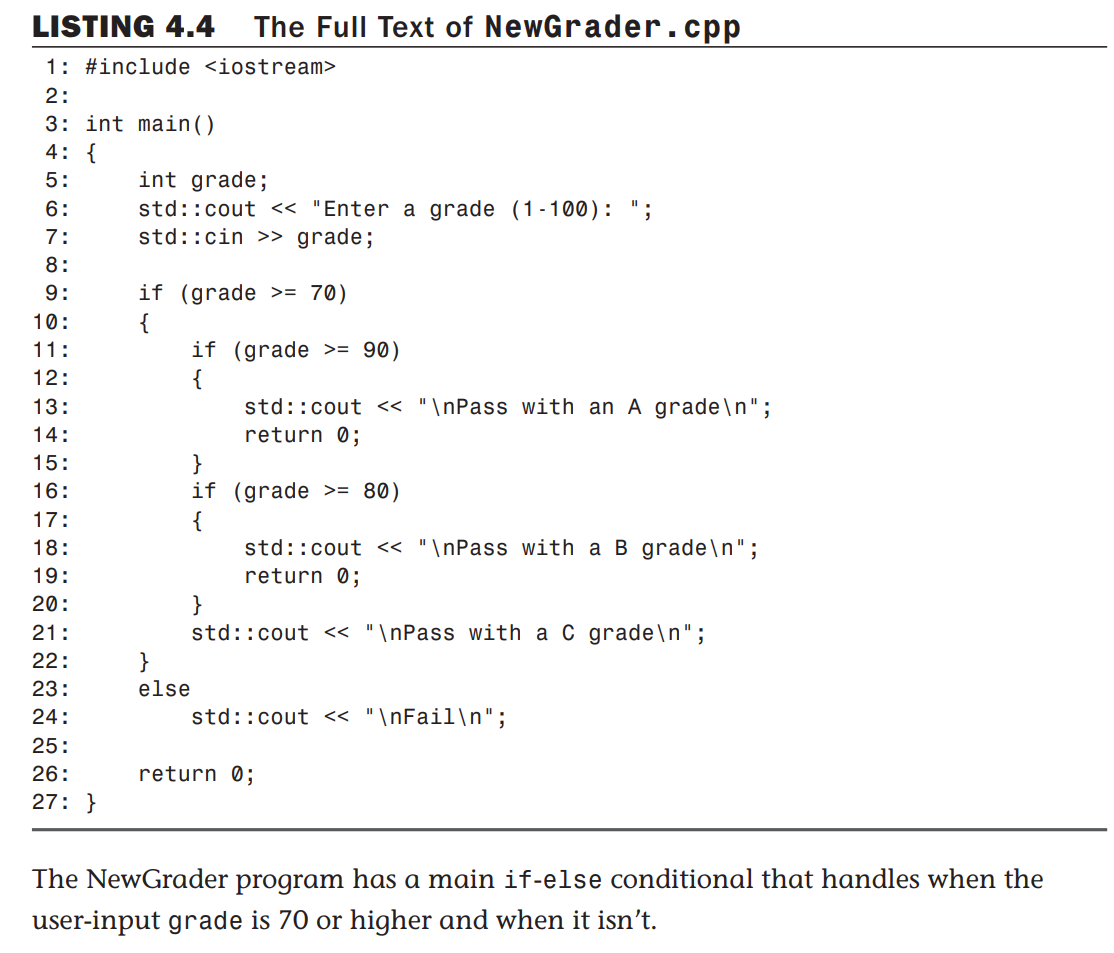 LISTING 4.4 The Full Text of NewGrader.cpp
1: #include <iostream>
2:
3: int main()
4: {
5:     int grade;
6:     std::cout << "Enter a grade (1-100): ";
7:     std::cin >> grade;
8:
9:     if (grade >= 70)
10:     {
11:         if (grade >= 90)
12:         {
13:             std::cout << "\nPass with an A grade\n";
14:             return 0;
15:         }
16:         if (grade >= 80)
17:         {
18:             std::cout << "\nPass with a B grade\n";
19:             return 0;
20:         }
21:         std::cout << "\nPass with a C grade\n";
22:     }
23:     else
24:         std::cout << "\nFail\n";
25:
26:     return 0;
27: }
The NewGrader program has a main if-else conditional that handles when the
user-input grade is 70 or higher and when it isn’t.